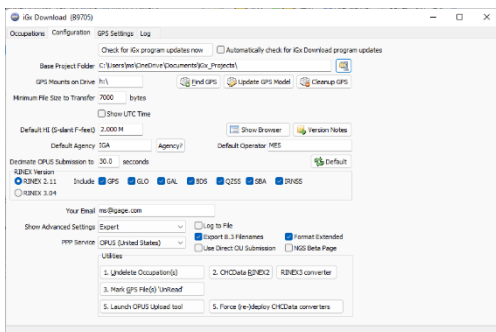 iGx Download (B9705)
Occupations Configuration GPS Settings Log
Check for iGx program updates now Automatically check for iGx Download program updates
Base Project Folder C:\Users\ms\OneDrive\Documents\iGx_Projects\
GPS Mounts on Drive h:\ Find GPS Update GPS Model Cleanup GPS
Minimum File Size to Transfer 7000 bytes
Show UTC Time
Default HI (S-slant F-feet) 2.000 M Show Browser Version Notes
Default Agency IGA Agency? Default Operator MES
Decimate OPUS Submission to 30.0 seconds Default
RINEX Version
RINEX 2.11 Include GPS GLO GAL BDS QZSS SBA IRNSS
RINEX 3.04
Your Email ms@igage.com
Show Advanced Settings Expert Log to File
Export 8.3 Filenames Format Extended
PPP Service OPUS (United States) Use Direct OU Submission NGS Beta Page
Utilities
1. Undelete Occupation(s) 2. CHCData RINEX2 RINEX3 converter
3. Mark GPS File(s) 'UnRead'
5. Launch OPUS Upload tool 5. Force (re-)deploy CHCData converters